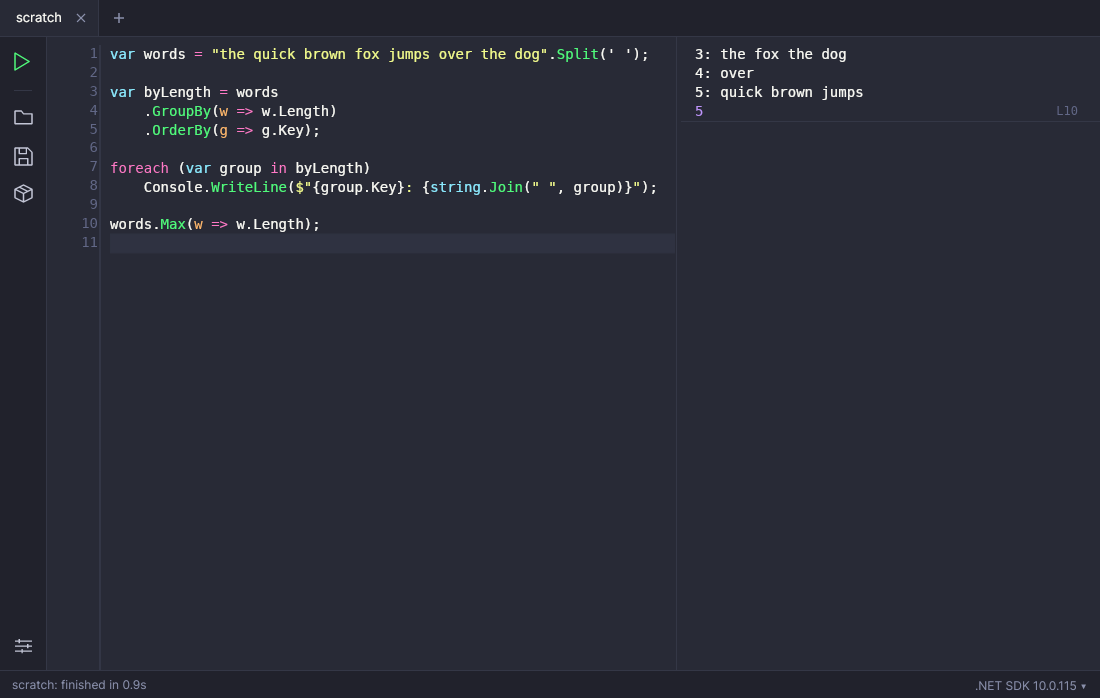 scratch
1 var words = "the quick brown fox jumps over the dog".Split(' ');
2
3 var byLength = words
4     .GroupBy(w => w.Length)
5     .OrderBy(g => g.Key);
6
7 foreach (var group in byLength)
8     Console.WriteLine($"{group.Key}: {string.Join(" ", group)}");
9
10 words.Max(w => w.Length);
11
3: the fox the dog
4: over
5: quick brown jumps
5 L10
scratch: finished in 0.9s
.NET SDK 10.0.115 ▾